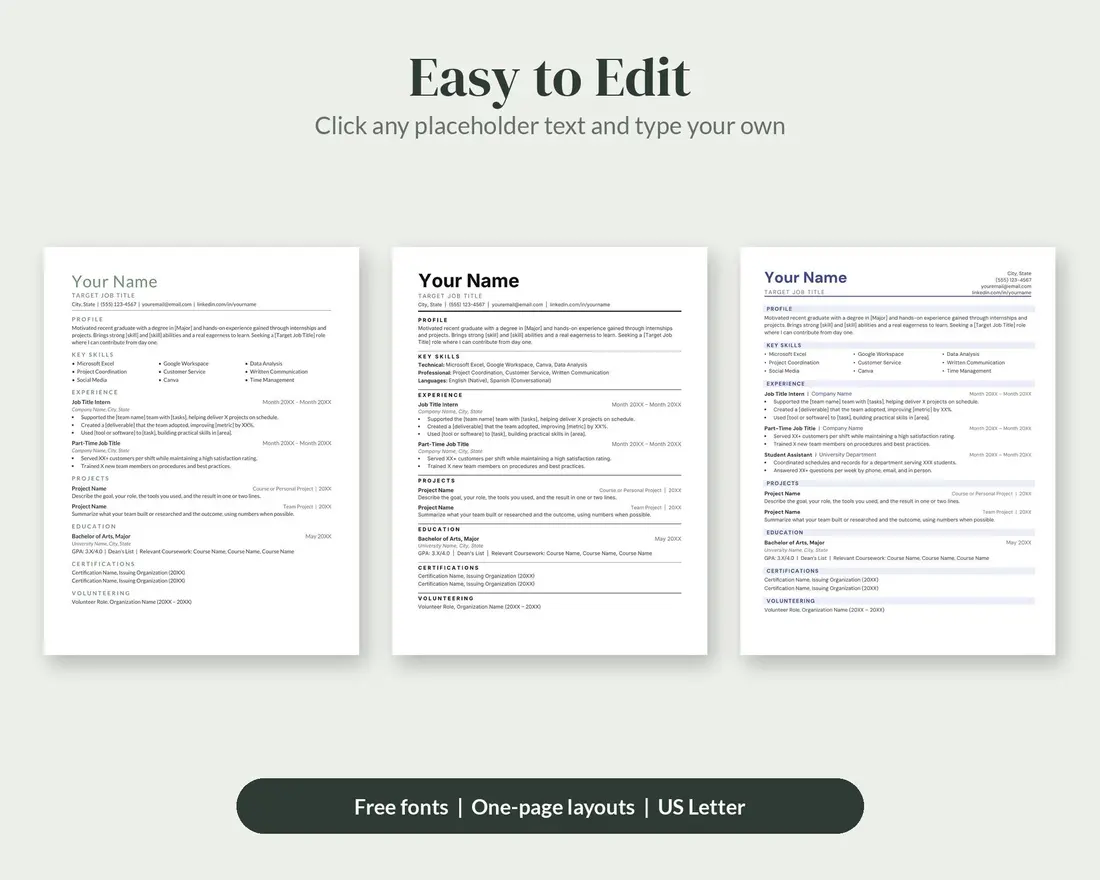 Easy to Edit
Click any placeholder text and type your own
Your Name
TARGET JOB TITLE
City, State | (555) 123-4567 | youremail@email.com | linkedin.com/in/yourname
PROFILE
Motivated recent graduate with a degree in [Major] and hands-on experience gained through internships and
projects. Brings strong [skill] and [skill] abilities and a real eagerness to learn. Seeking a [Target Job Title] role
where I can contribute from day one.
KEY SKILLS
• Microsoft Excel • Google Workspace • Data Analysis
• Project Coordination • Customer Service • Written Communication
• Social Media • Canva • Time Management
EXPERIENCE
Job Title Intern Month 20XX – Month 20XX
Company Name, City, State
• Supported the [team name] team with [tasks], helping deliver X projects on schedule.
• Created a [deliverable] that the team adopted, improving [metric] by XX%.
• Used [tool or software] to [task], building practical skills in [area].
Part-Time Job Title Month 20XX – Month 20XX
Company Name, City, State
• Served XX+ customers per shift while maintaining a high satisfaction rating.
• Trained X new team members on procedures and best practices.
PROJECTS
Project Name Course or Personal Project | 20XX
Describe the goal, your role, the tools you used, and the result in one or two lines.
Project Name Team Project | 20XX
Summarize what your team built or researched and the outcome, using numbers when possible.
EDUCATION
Bachelor of Arts, Major May 20XX
University Name, City, State
GPA: 3.X/4.0 | Dean's List | Relevant Coursework: Course Name, Course Name, Course Name
CERTIFICATIONS
Certification Name, Issuing Organization (20XX)
Certification Name, Issuing Organization (20XX)
VOLUNTEERING
Volunteer Role, Organization Name (20XX – 20XX)
Your Name
TARGET JOB TITLE
City, State | (555) 123-4567 | youremail@email.com | linkedin.com/in/yourname
PROFILE
Motivated recent graduate with a degree in [Major] and hands-on experience gained through internships
and projects. Brings strong [skill] and [skill] abilities and a real eagerness to learn. Seeking a [Target Job
Title] role where I can contribute from day one.
KEY SKILLS
Technical: Microsoft Excel, Google Workspace, Canva, Data Analysis
Professional: Project Coordination, Customer Service, Written Communication
Languages: English (Native), Spanish (Conversational)
EXPERIENCE
Job Title Intern Month 20XX – Month 20XX
Company Name, City, State
• Supported the [team name] team with [tasks], helping deliver X projects on schedule.
• Created a [deliverable] that the team adopted, improving [metric] by XX%.
• Used [tool or software] to [task], building practical skills in [area].
Part-Time Job Title Month 20XX – Month 20XX
Company Name, City, State
• Served XX+ customers per shift while maintaining a high satisfaction rating.
• Trained X new team members on procedures and best practices.
PROJECTS
Project Name Course or Personal Project | 20XX
Describe the goal, your role, the tools you used, and the result in one or two lines.
Project Name Team Project | 20XX
Summarize what your team built or researched and the outcome, using numbers when possible.
EDUCATION
Bachelor of Arts, Major May 20XX
University Name, City, State
GPA: 3.X/4.0 | Dean's List | Relevant Coursework: Course Name, Course Name, Course Name
CERTIFICATIONS
Certification Name, Issuing Organization (20XX)
Certification Name, Issuing Organization (20XX)
VOLUNTEERING
Volunteer Role, Organization Name (20XX – 20XX)
Your Name
TARGET JOB TITLE
City, State
(555) 123-4567
youremail@email.com
linkedin.com/in/yourname
PROFILE
Motivated recent graduate with a degree in [Major] and hands-on experience gained through internships and
projects. Brings strong [skill] and [skill] abilities and a real eagerness to learn. Seeking a [Target Job Title] role
where I can contribute from day one.
KEY SKILLS
• Microsoft Excel • Google Workspace • Data Analysis
• Project Coordination • Customer Service • Written Communication
• Social Media • Canva • Time Management
EXPERIENCE
Job Title Intern | Company Name Month 20XX – Month 20XX
• Supported the [team name] team with [tasks], helping deliver X projects on schedule.
• Created a [deliverable] that the team adopted, improving [metric] by XX%.
• Used [tool or software] to [task], building practical skills in [area].
Part-Time Job Title | Company Name Month 20XX – Month 20XX
• Served XX+ customers per shift while maintaining a high satisfaction rating.
• Trained X new team members on procedures and best practices.
Student Assistant | University Department Month 20XX – Month 20XX
• Coordinated schedules and records for a department serving XXX students.
• Answered XX+ questions per week by phone, email, and in person.
PROJECTS
Project Name Course or Personal Project | 20XX
Describe the goal, your role, the tools you used, and the result in one or two lines.
Project Name Team Project | 20XX
Summarize what your team built or researched and the outcome, using numbers when possible.
EDUCATION
Bachelor of Arts, Major May 20XX
University Name, City, State
GPA: 3.X/4.0 | Dean's List | Relevant Coursework: Course Name, Course Name, Course Name
CERTIFICATIONS
Certification Name, Issuing Organization (20XX)
Certification Name, Issuing Organization (20XX)
VOLUNTEERING
Volunteer Role, Organization Name (20XX – 20XX)
Free fonts | One-page layouts | US Letter